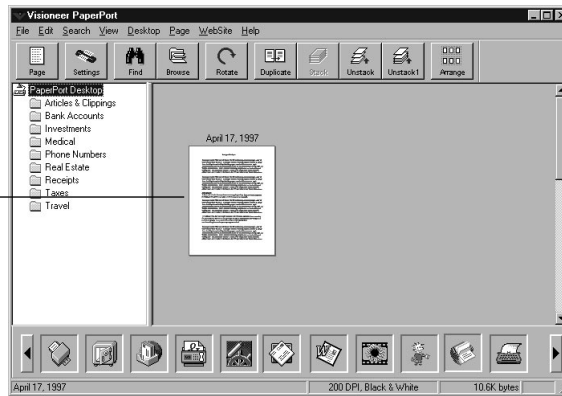 Visioneer PaperPort
File Edit Search View Desktop Page WebSite Help
Page Settings Find Browse Rotate Duplicate Stack Unstack Unstack1 Arrange
PaperPort Desktop
Articles & Clippings
Bank Accounts
Investments
Medical
Phone Numbers
Real Estate
Receipts
Taxes
Travel
April 17, 1997
April 17, 1997 200 DPI, Black & White 10.6K bytes